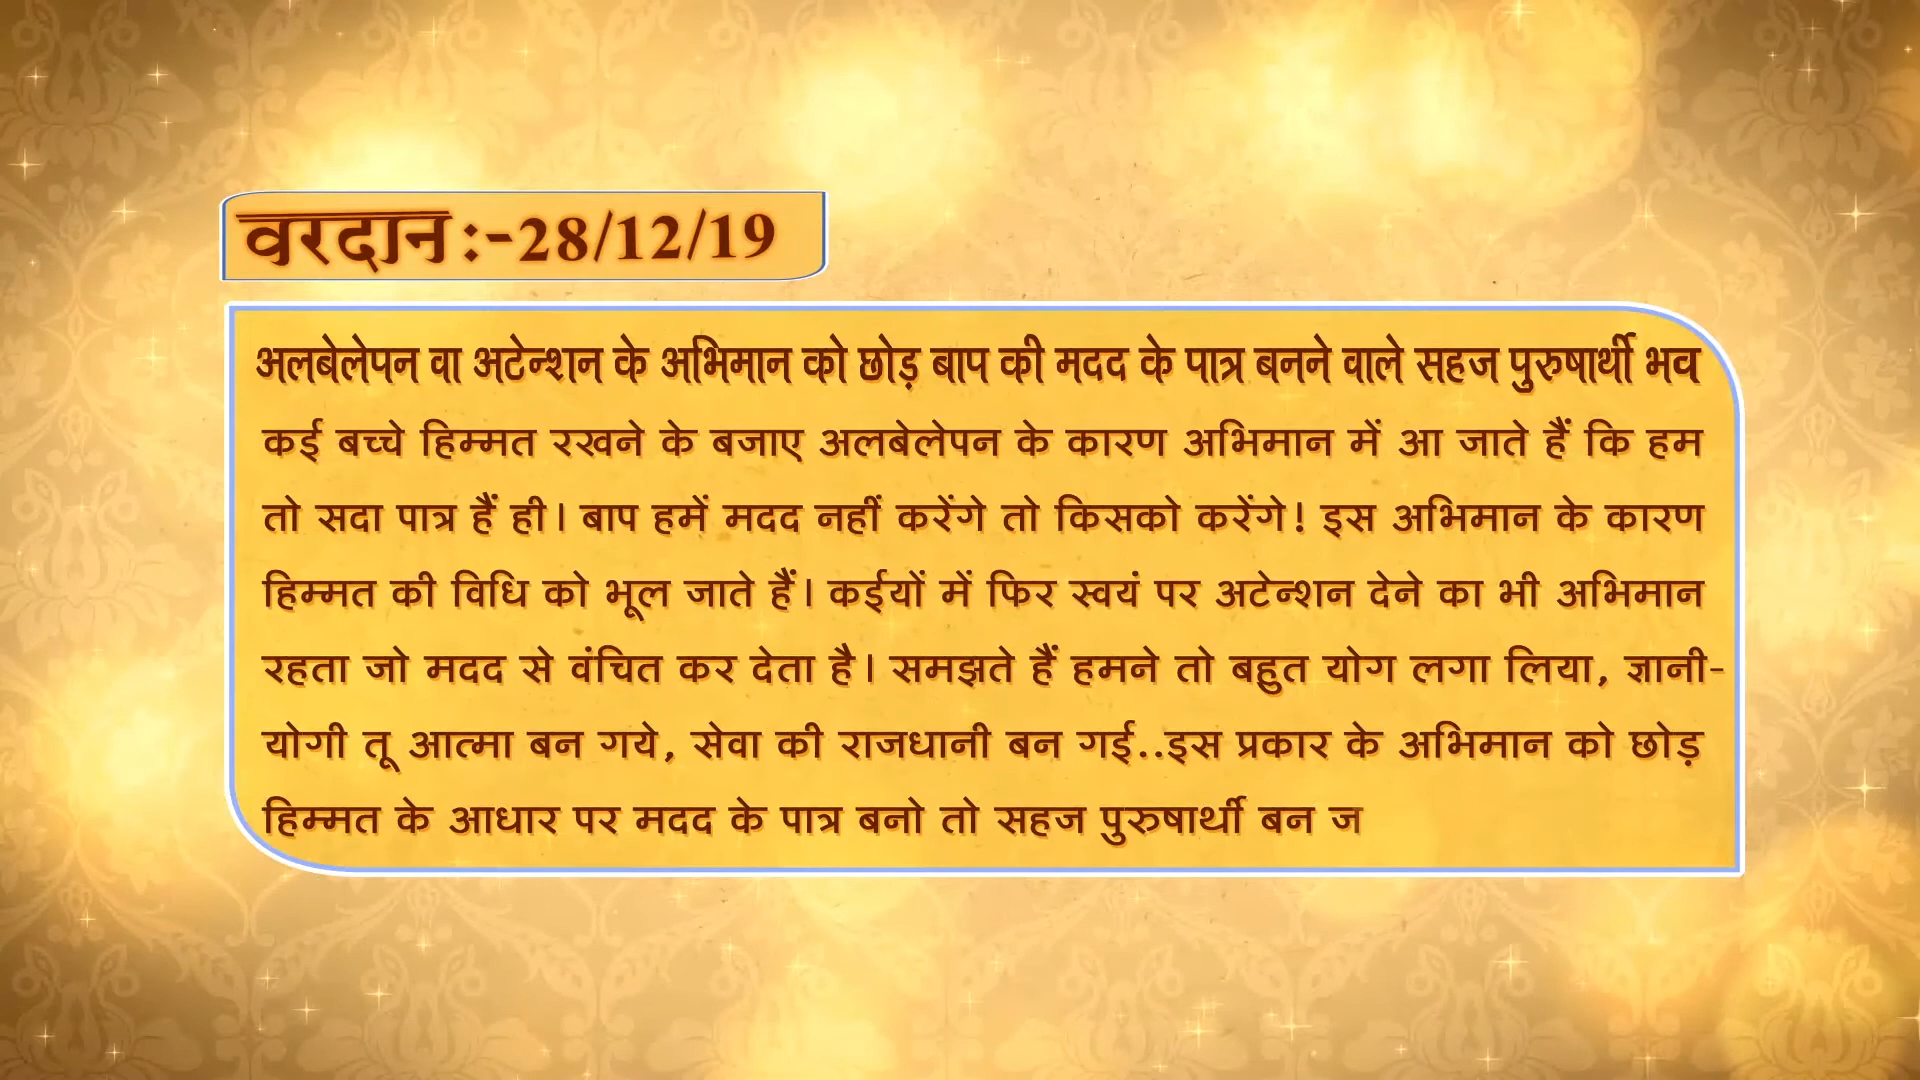 वरदान:-28/12/19
अलबेलेपन वा अटेन्शन के अभिमान को छोड़ बाप की मदद के पात्र बनने वाले सहज पुरुषार्थी भव
कई बच्चे हिम्मत रखने के बजाए अलबेलेपन के कारण अभिमान में आ जाते हैं कि हम
तो सदा पात्र हैं ही। बाप हमें मदद नहीं करेंगे तो किसको करेंगे! इस अभिमान के कारण
हिम्मत की विधि को भूल जाते हैं। कईयों में फिर स्वयं पर अटेन्शन देने का भी अभिमान
रहता जो मदद से वंचित कर देता है। समझते हैं हमने तो बहुत योग लगा लिया, ज्ञानी-
योगी तू आत्मा बन गये, सेवा की राजधानी बन गई..इस प्रकार के अभिमान को छोड़
हिम्मत के आधार पर मदद के पात्र बनो तो सहज पुरुषार्थी बन ज